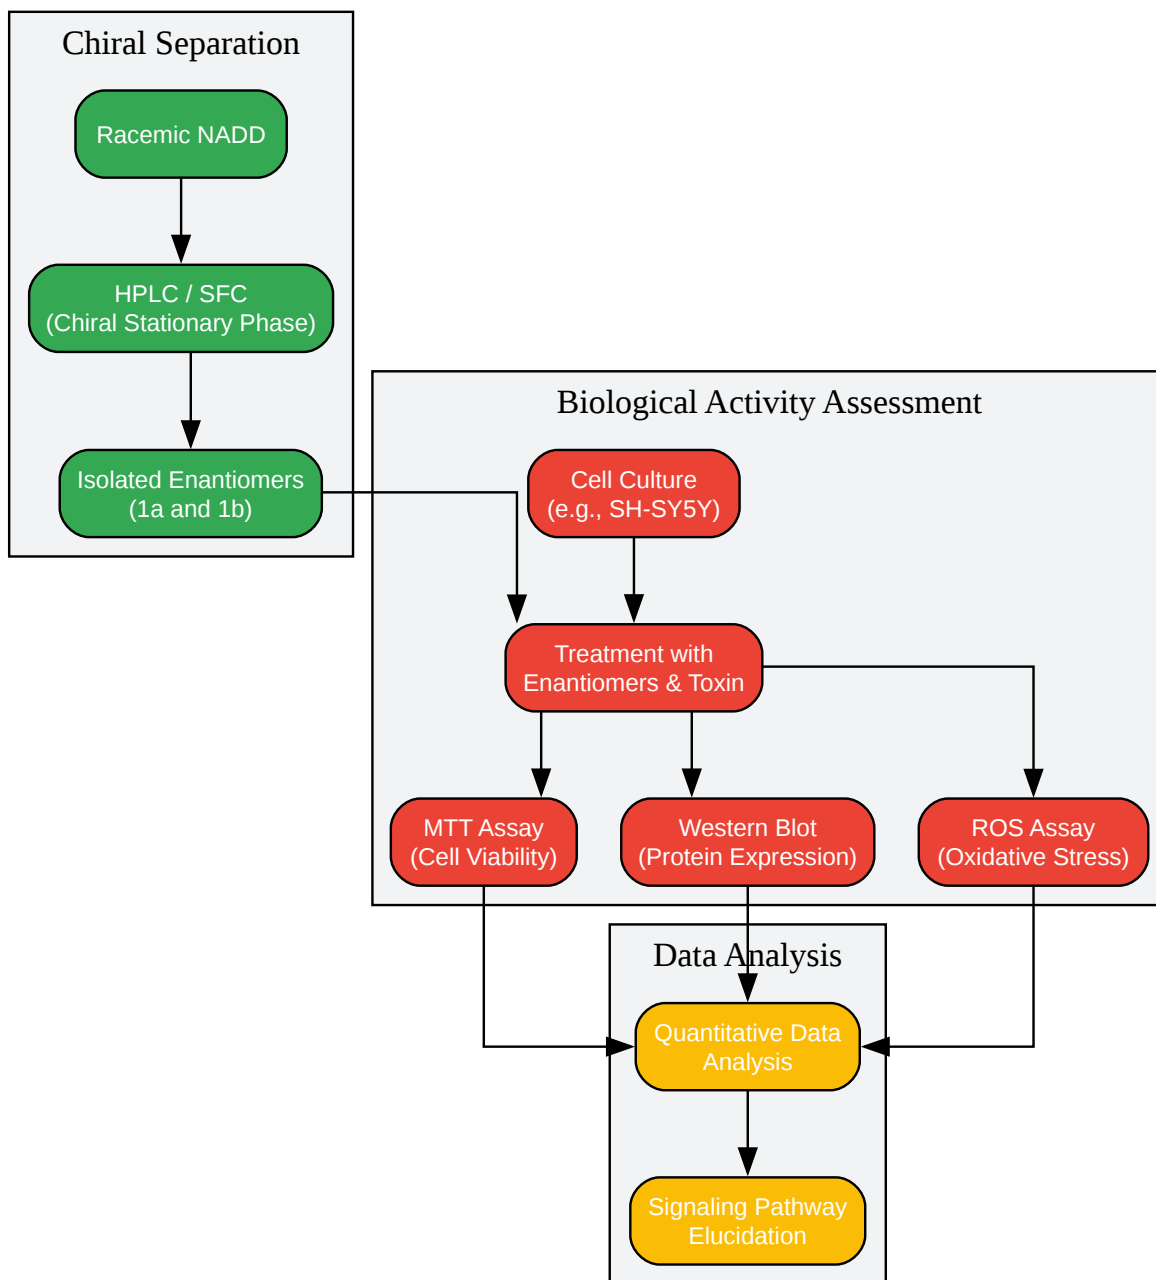 Chiral Separation
Racemic NADD
HPLC / SFC
(Chiral Stationary Phase)
Isolated Enantiomers
(1a and 1b)
Biological Activity Assessment
Cell Culture
(e.g., SH-SY5Y)
Treatment with
Enantiomers & Toxin
MTT Assay
(Cell Viability)
Western Blot
(Protein Expression)
ROS Assay
(Oxidative Stress)
Data Analysis
Quantitative Data
Analysis
Signaling Pathway
Elucidation